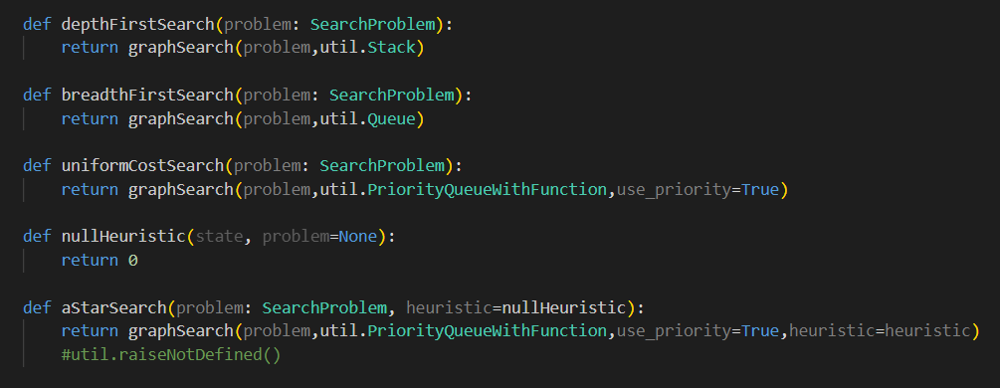 def depthFirstSearch(problem: SearchProblem):
    return graphSearch(problem,util.Stack)

def breadthFirstSearch(problem: SearchProblem):
    return graphSearch(problem,util.Queue)

def uniformCostSearch(problem: SearchProblem):
    return graphSearch(problem,util.PriorityQueueWithFunction,use_priority=True)

def nullHeuristic(state, problem=None):
    return 0

def aStarSearch(problem: SearchProblem, heuristic=nullHeuristic):
    return graphSearch(problem,util.PriorityQueueWithFunction,use_priority=True,heuristic=heuristic)
    #util.raiseNotDefined()